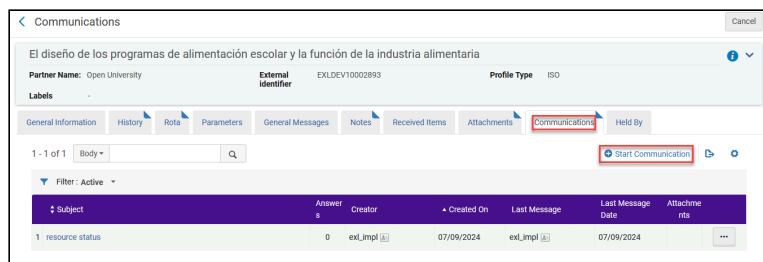 Communications
Cancel
El diseño de los programas de alimentación escolar y la función de la industria alimentaria
Partner Name: Open University
External identifier EXLDEV10002893
Profile Type ISO
Labels -
General Information History Rota Parameters General Messages Notes Received Items Attachments Communications Held By
1 - 1 of 1 Body Start Communication
Filter : Active
Subject Answers Creator Created On Last Message Last Message Date Attachments
1 resource status 0 exl_impl 07/09/2024 exl_impl 07/09/2024 ...